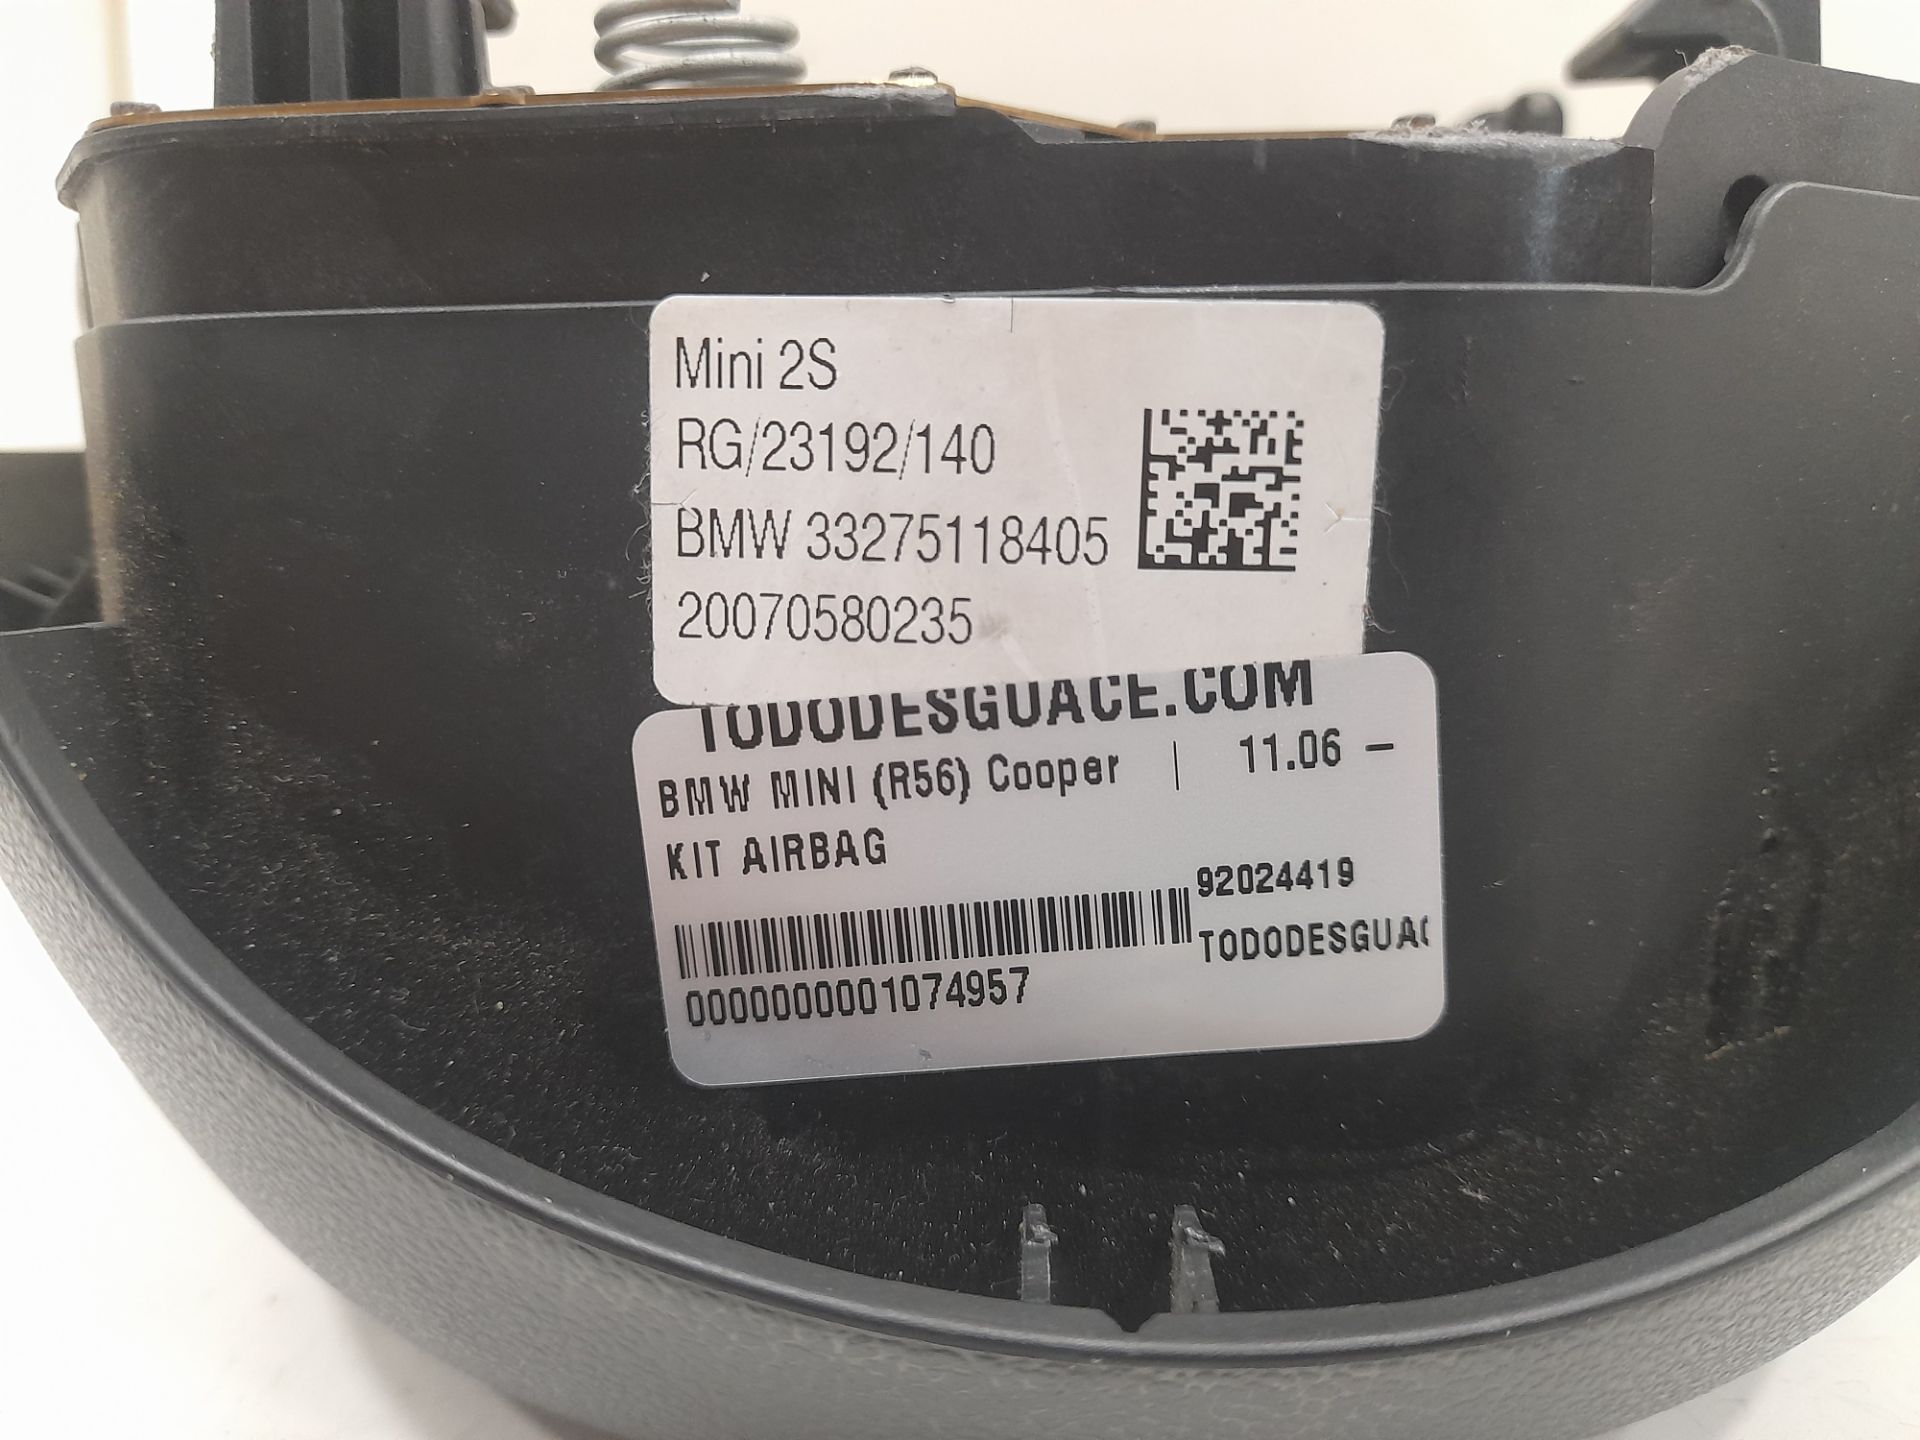 Mini 2S
RG/23192/140
BMW 33275118405
20070580235
TODODESGUACE.COM
BMW MINI (R56) Cooper | 11.06 –
KIT AIRBAG
92024419
TODODESGUAC
0000000001074957